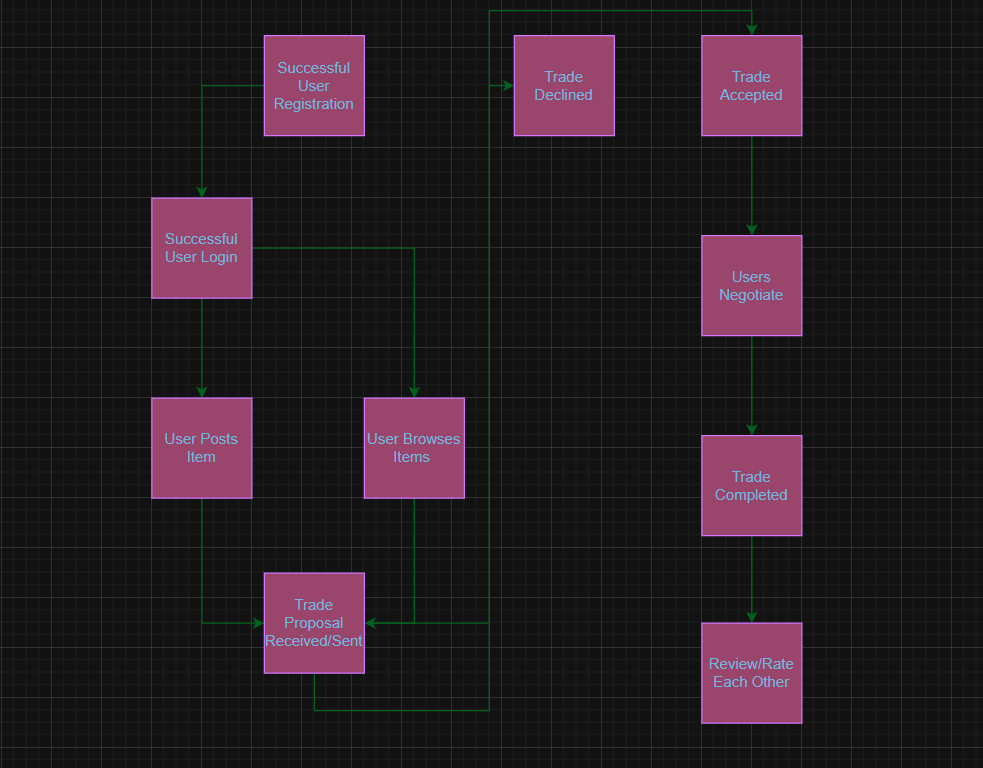 Successful
User
Registration
Trade
Declined
Trade
Accepted
Successful
User Login
Users
Negotiate
User Posts
Item
User Browses
Items
Trade
Completed
Trade
Proposal
Received/Sent
Review/Rate
Each Other